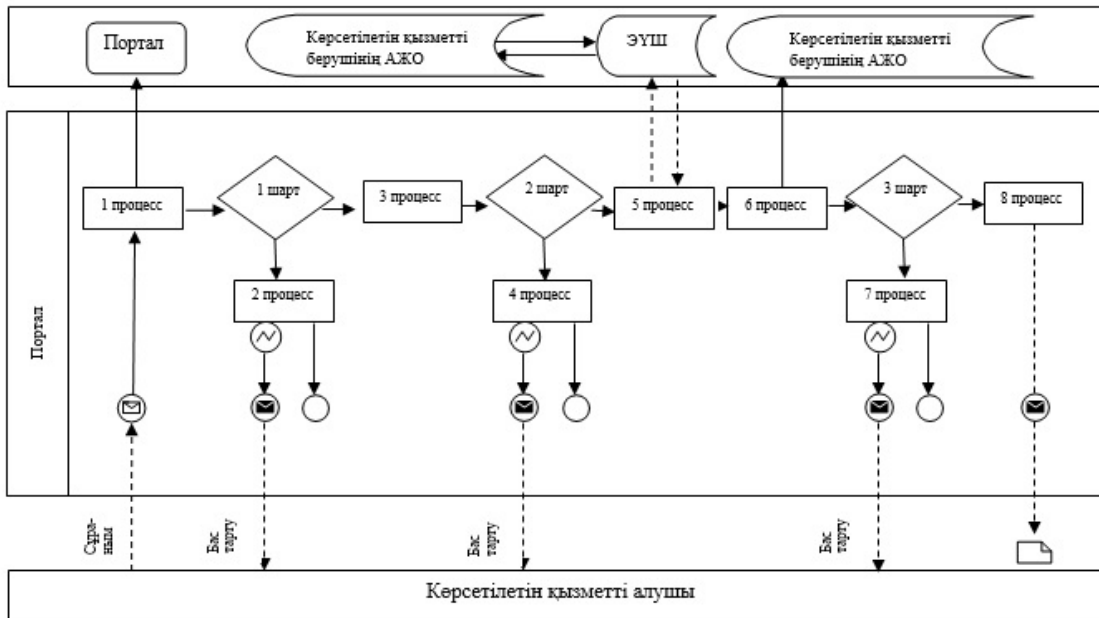 Портал
Көрсетілетін қызметті
берушінің АЖО
ЭҮШ
Көрсетілетін қызметті
берушінің АЖО
1 процесс
1 шарт
3 процесс
2 шарт
5 процесс
6 процесс
3 шарт
8 процесс
2 процесс
4 процесс
7 процесс
Портал
Сұра-
ным
Бас
тарту
Бас
тарту
Бас
тарту
Көрсетілетін қызметті алушы